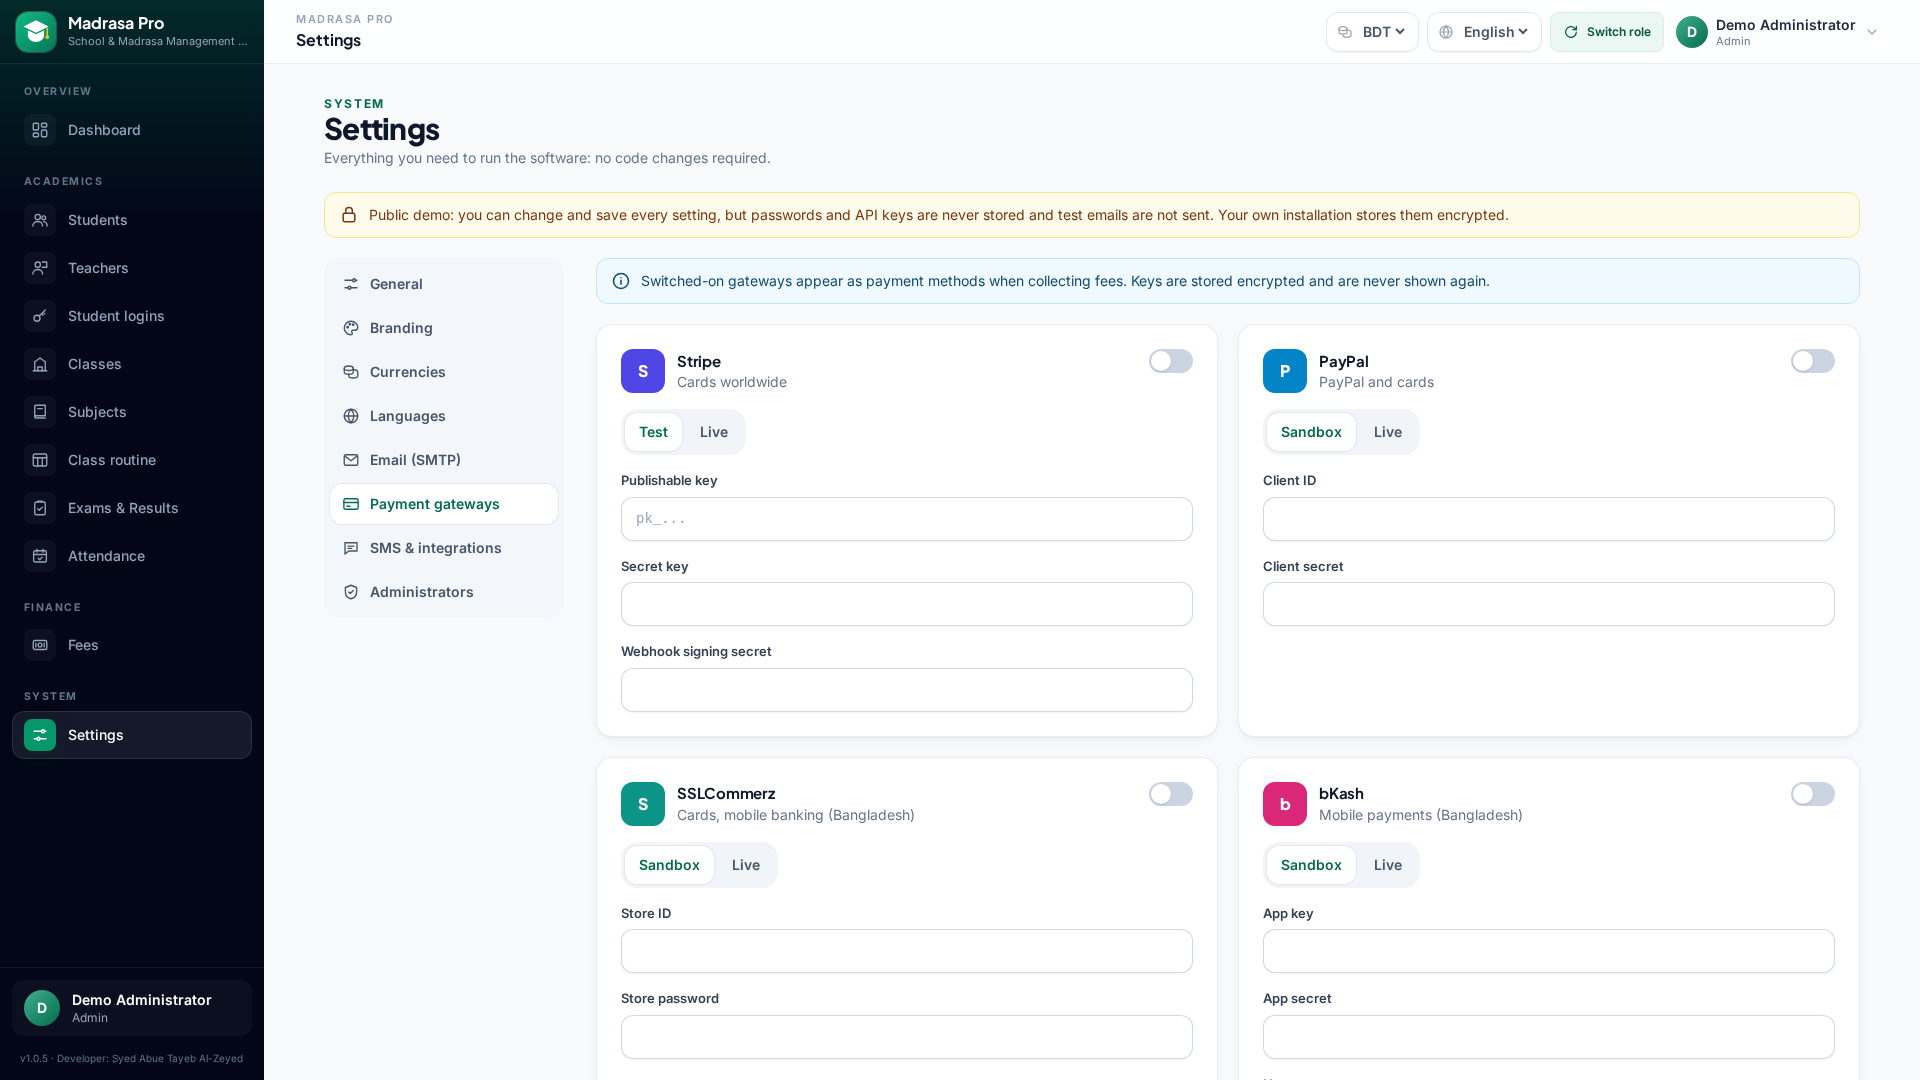 Madrasa Pro
School & Madrasa Management ...
OVERVIEW
Dashboard
ACADEMICS
Students
Teachers
Student logins
Classes
Subjects
Class routine
Exams & Results
Attendance
FINANCE
Fees
SYSTEM
Settings
D
Demo Administrator
Admin
v1.0.5 · Developer: Syed Abue Tayeb Al-Zeyed
MADRASA PRO
Settings
BDT
English
Switch role
D
Demo Administrator
Admin
SYSTEM
Settings
Everything you need to run the software: no code changes required.
Public demo: you can change and save every setting, but passwords and API keys are never stored and test emails are not sent. Your own installation stores them encrypted.
General
Branding
Currencies
Languages
Email (SMTP)
Payment gateways
SMS & integrations
Administrators
Switched-on gateways appear as payment methods when collecting fees. Keys are stored encrypted and are never shown again.
S
Stripe
Cards worldwide
Test
Live
Publishable key
pk_...
Secret key
Webhook signing secret
P
PayPal
PayPal and cards
Sandbox
Live
Client ID
Client secret
S
SSLCommerz
Cards, mobile banking (Bangladesh)
Sandbox
Live
Store ID
Store password
b
bKash
Mobile payments (Bangladesh)
Sandbox
Live
App key
App secret